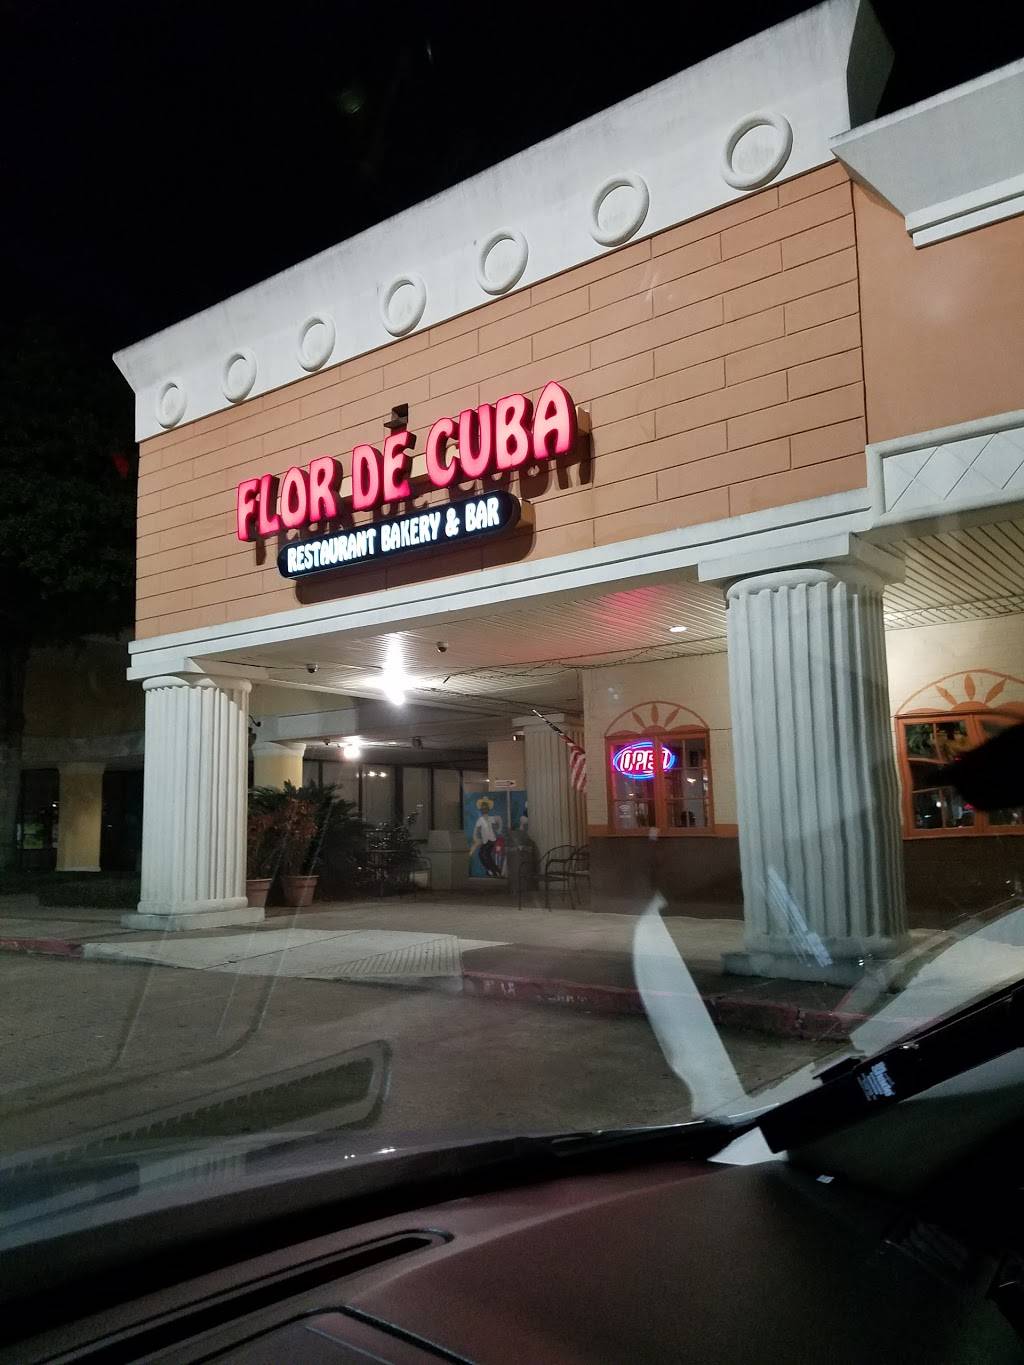 FLOR DE CUBA
RESTAURANT BAKERY & BAR
OPEN